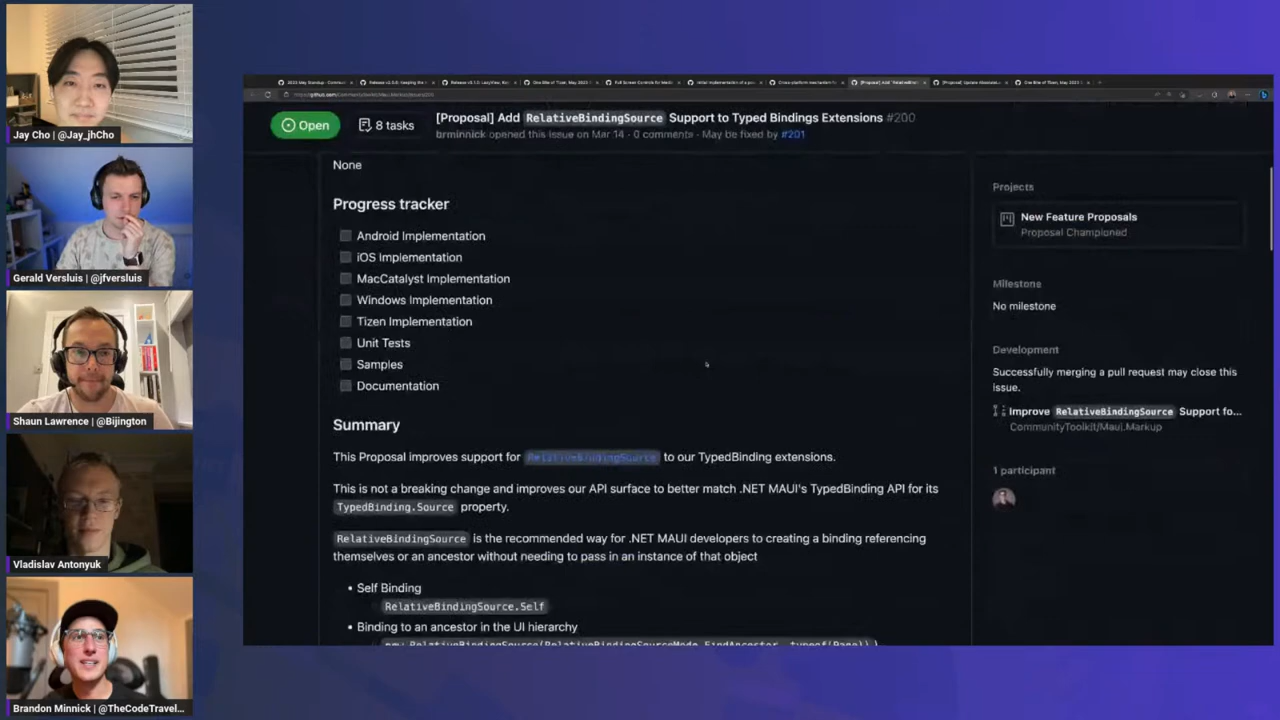 Jay Cho | @Jay_jhCho
Gerald Versluis | @jfversluis
Shaun Lawrence | @Bijington
Vladislav Antonyuk
Brandon Minnick | @TheCodeTravel...
Open
8 tasks
[Proposal] Add RelativeBindingSource Support to Typed Bindings Extensions #200
brminnick opened this issue on Mar 14 · 0 comments · May be fixed by #201
None
Progress tracker
Android Implementation
iOS Implementation
MacCatalyst Implementation
Windows Implementation
Tizen Implementation
Unit Tests
Samples
Documentation
Summary
This Proposal improves support for RelativeBindingSource to our TypedBinding extensions.
This is not a breaking change and improves our API surface to better match .NET MAUI's TypedBinding API for its
TypedBinding.Source property.
RelativeBindingSource is the recommended way for .NET MAUI developers to creating a binding referencing
themselves or an ancestor without needing to pass in an instance of that object
• Self Binding
RelativeBindingSource.Self
• Binding to an ancestor in the UI hierarchy
new RelativeBindingSource(RelativeBindingSourceMode.FindAncestor, typeof(Page))
Projects
New Feature Proposals
Proposal Championed
Milestone
No milestone
Development
Successfully merging a pull request may close this
issue.
Improve RelativeBindingSource Support fo...
CommunityToolkit/Maui.Markup
1 participant